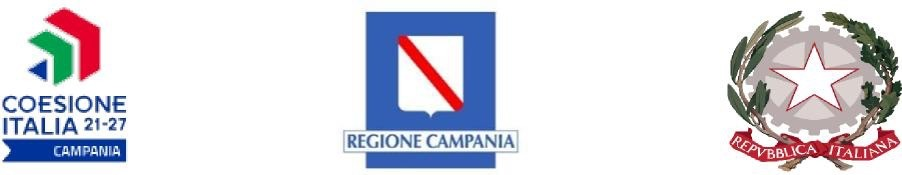 COESIONE
ITALIA 21-27
CAMPANIA
REGIONE CAMPANIA
REPVBBLICA ITALIANA